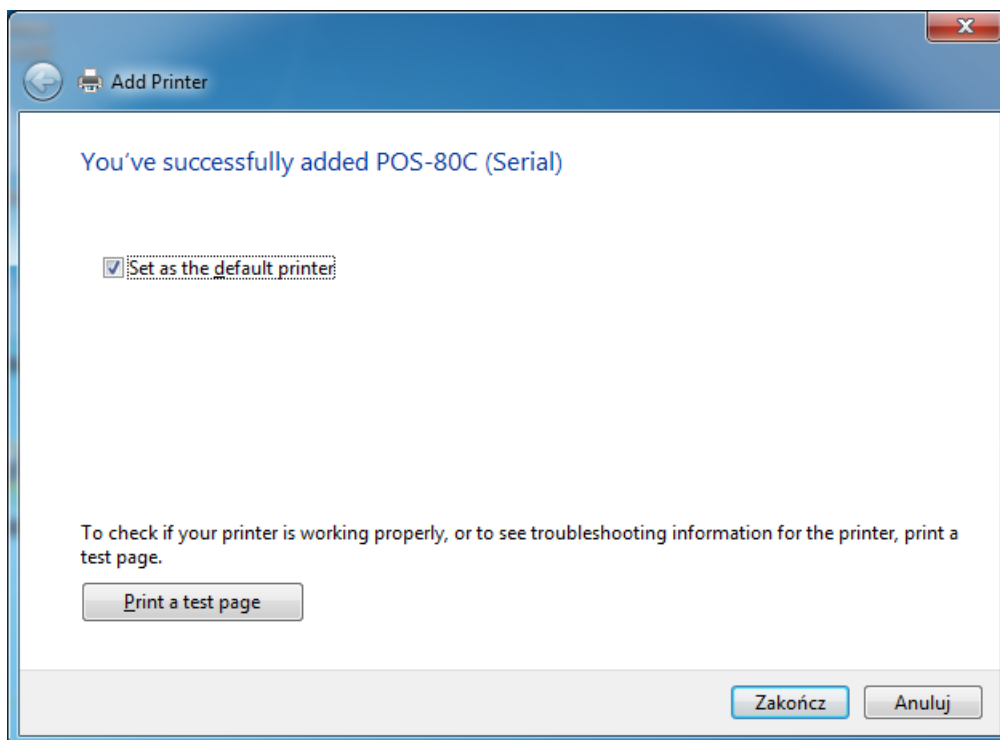 Add Printer
You've successfully added POS-80C (Serial)
Set as the default printer
To check if your printer is working properly, or to see troubleshooting information for the printer, print a
test page.
Print a test page
Zakończ Anuluj